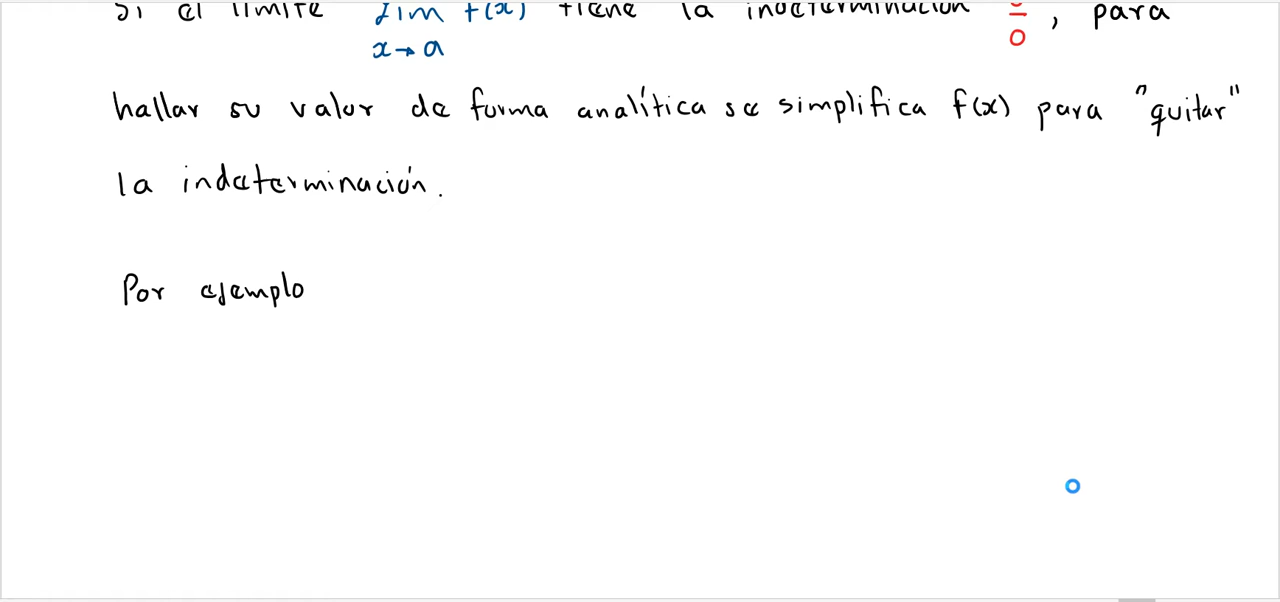 Si el límite lim f(x) tiene la indeterminación 0/0, para
x→a
hallar su valor de forma analítica se simplifica f(x) para "quitar"
la indeterminación.
Por ejemplo